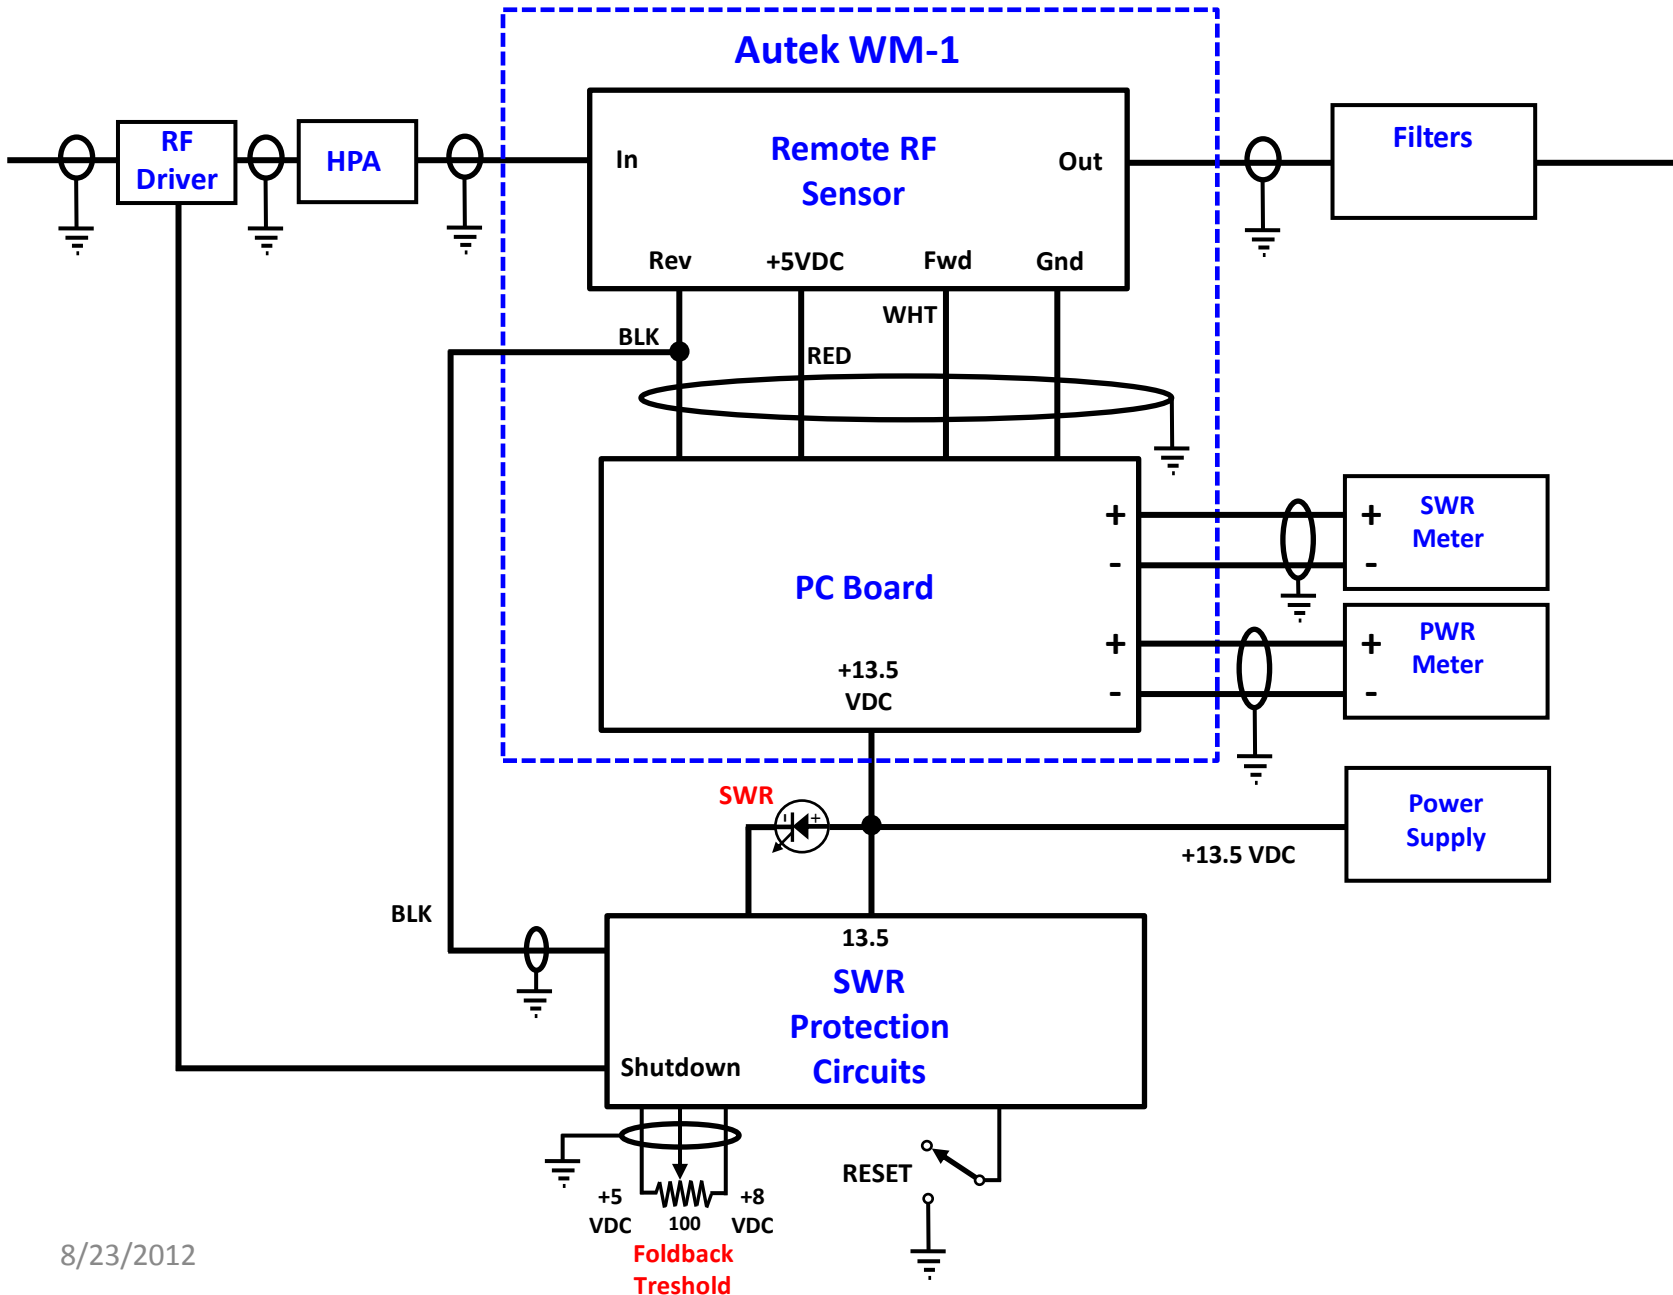 Autek WM-1
RF
Driver
HPA
In
Remote RF
Sensor
Out
Filters
Rev
+5VDC
Fwd
Gnd
WHT
BLK
RED
+
-
+
-
SWR
Meter
PC Board
+
-
+
-
PWR
Meter
+13.5
VDC
SWR
- +
Power
Supply
+13.5 VDC
BLK
13.5
SWR
Protection
Circuits
Shutdown
RESET
+5
VDC
100
+8
VDC
Foldback
Treshold
8/23/2012